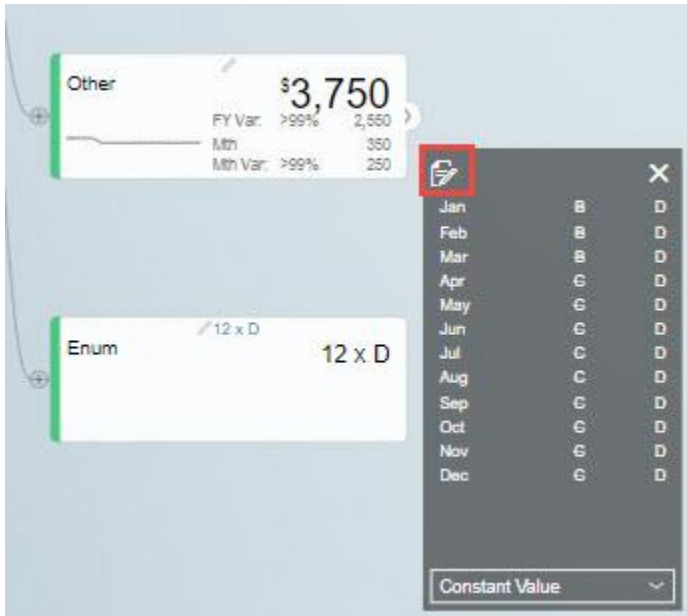 Other
$3,750
FY Var: >99% 2,550
Mth 350
Mth Var: >99% 250
12 x D
Enum
12 x D
Jan B D
Feb B D
Mar B D
Apr C D
May C D
Jun C D
Jul C D
Aug C D
Sep C D
Oct C D
Nov C D
Dec C D
Constant Value